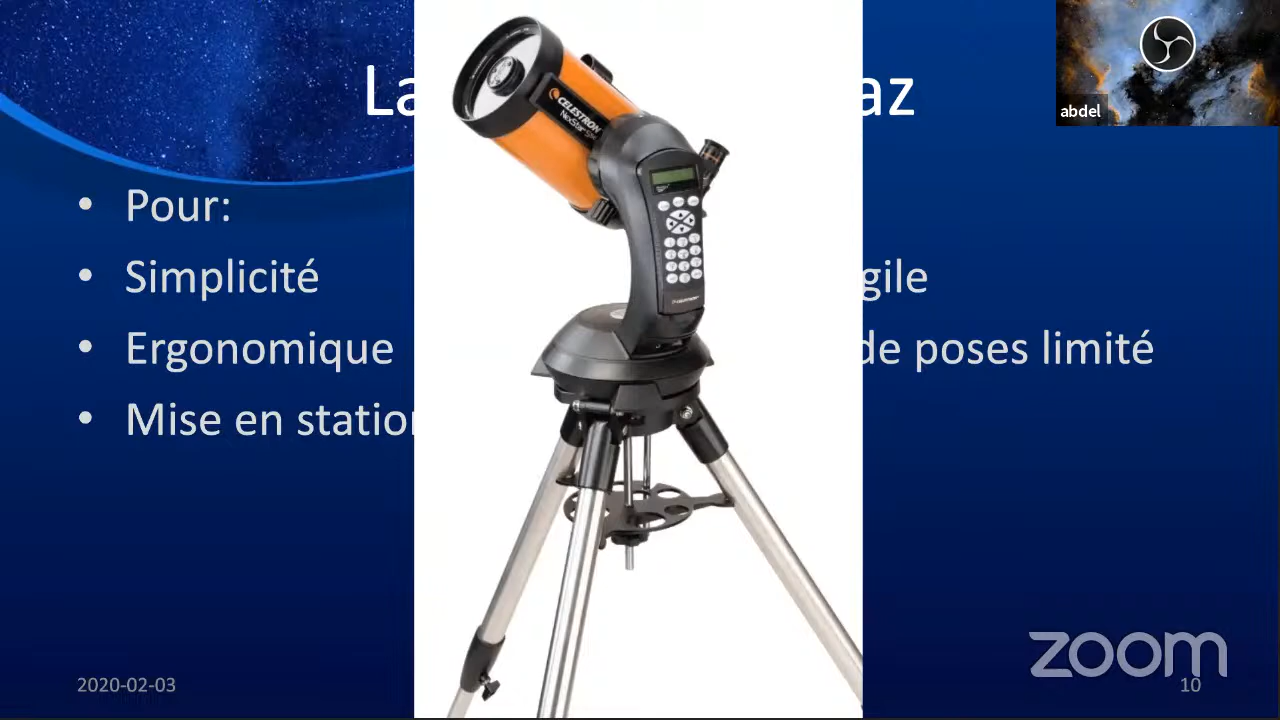 La
az
abdel
• Pour:
• Simplicité
gile
• Ergonomique
de poses limité
• Mise en station
CELESTRON
NexStar
zoom
2020-02-03
10